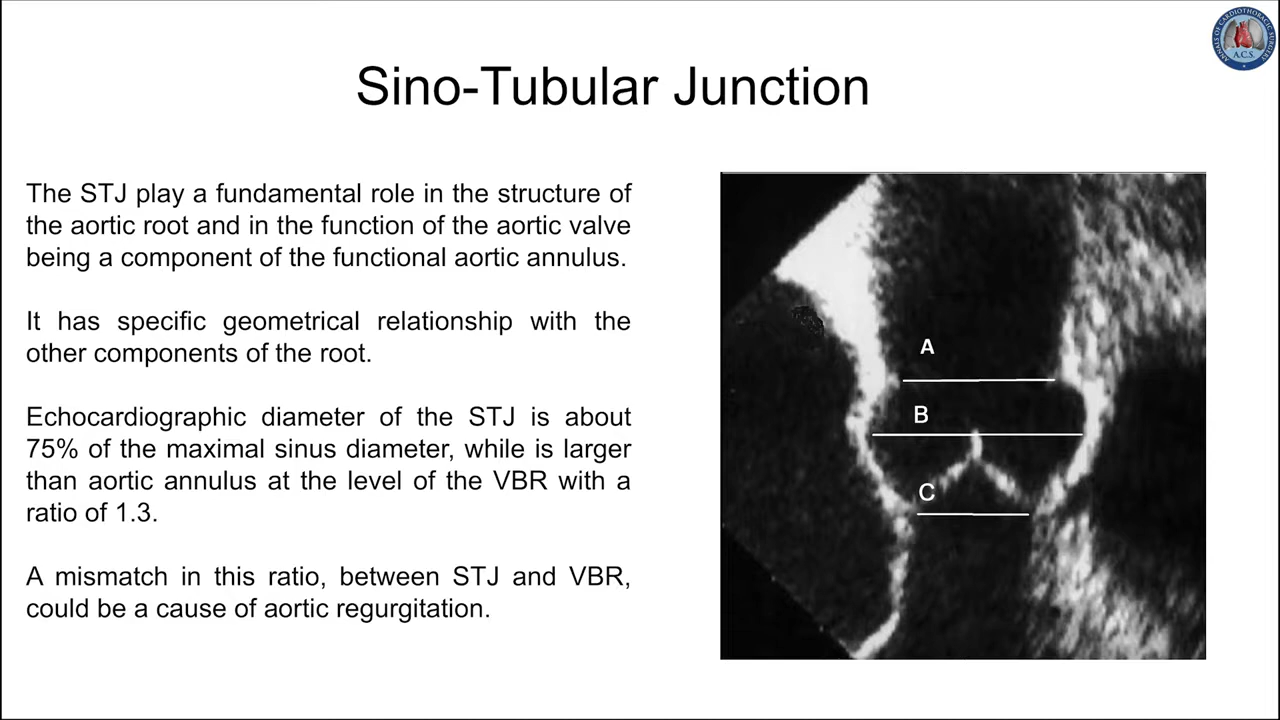 Sino-Tubular Junction
ANNALS OF CARDIOTHORACIC SURGERY
A.C.S.
The STJ play a fundamental role in the structure of
the aortic root and in the function of the aortic valve
being a component of the functional aortic annulus.
It has specific geometrical relationship with the
other components of the root.
Echocardiographic diameter of the STJ is about
75% of the maximal sinus diameter, while is larger
than aortic annulus at the level of the VBR with a
ratio of 1.3.
A mismatch in this ratio, between STJ and VBR,
could be a cause of aortic regurgitation.
A
B
C